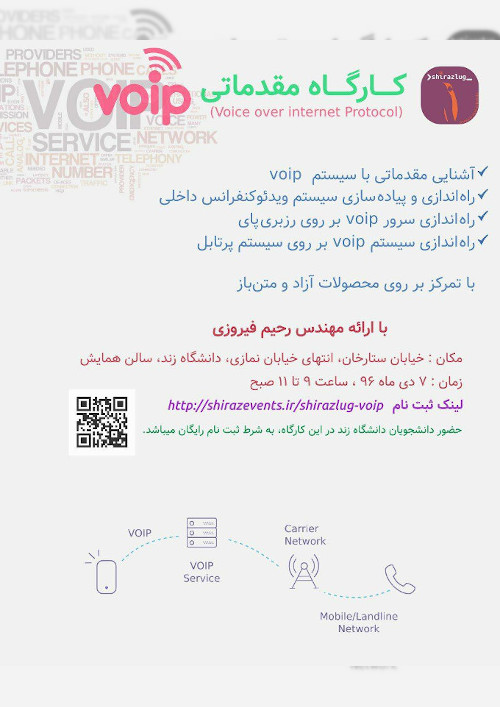 کارگاه مقدماتی voip
(Voice over internet Protocol)
>shirazlug_
PROVIDERS
TELEPHONE PHONE
VOIP
VOICE
POWER
SERVICE
NETWORK
INTERNET
TELEPHONY
NUMBER
PACKETS
آشنایی مقدماتی با سیستم voip
راه‌اندازی و پیاده‌سازی سیستم ویدئوکنفرانس داخلی
راه‌اندازی سرور voip بر روی رزبری‌پای
راه‌اندازی سیستم voip بر روی سیستم پرتابل
با تمرکز بر روی محصولات آزاد و متن‌باز
با ارائه مهندس رحیم فیروزی
مکان : خیابان ستارخان، انتهای خیابان نمازی، دانشگاه زند، سالن همایش
زمان : ۷ دی ماه ۹۶ ، ساعت ۹ تا ۱۱ صبح
لینک ثبت نام http://shirazevents.ir/shirazlug-voip
حضور دانشجویان دانشگاه زند در این کارگاه، به شرط ثبت نام رایگان میباشد.
VOIP
VOIP
Service
Carrier
Network
Mobile/Landline
Network